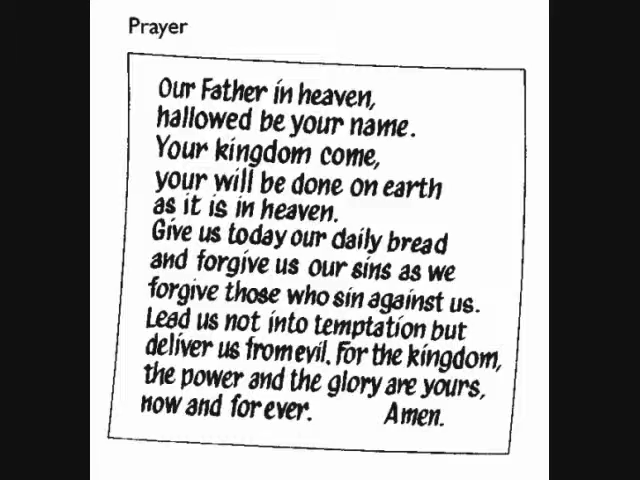 Prayer
Our Father in heaven,
hallowed be your name.
Your kingdom come,
your will be done on earth
as it is in heaven.
Give us today our daily bread
and forgive us our sins as we
forgive those who sin against us.
Lead us not into temptation but
deliver us from evil. For the kingdom,
the power and the glory are yours,
now and for ever. Amen.